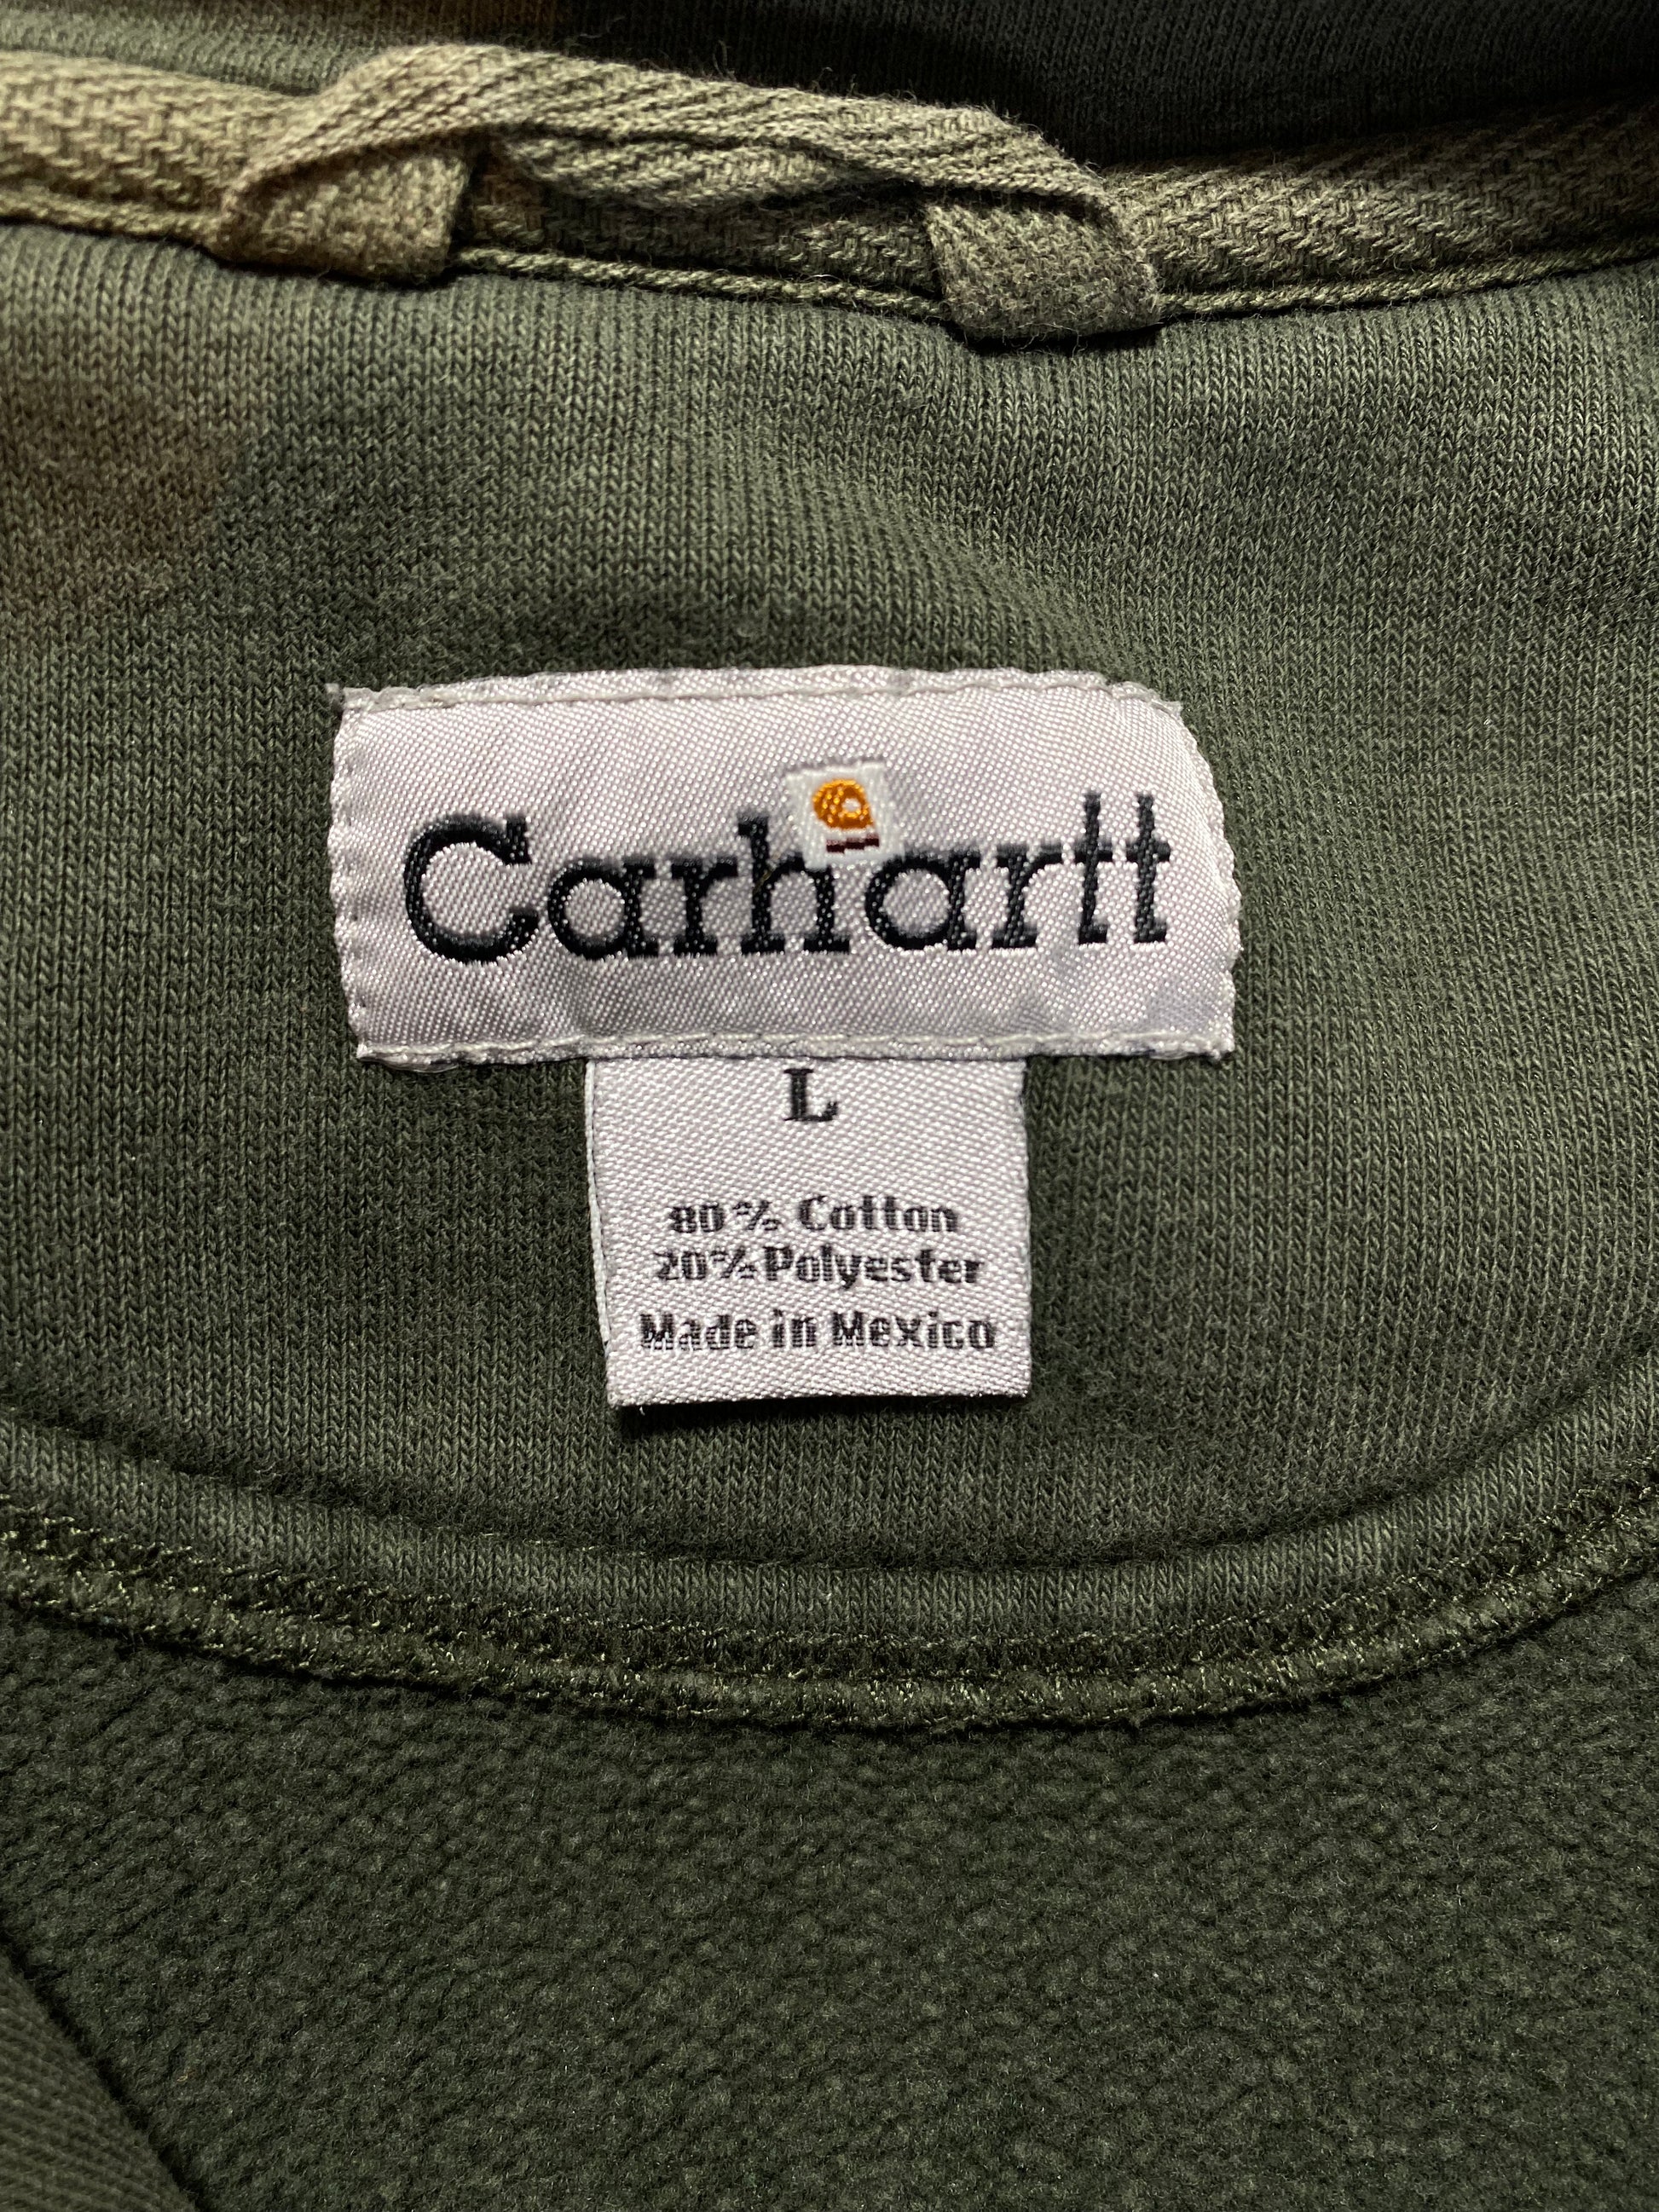 Carhartt
L
80% Cotton
20% Polyester
Made in Mexico